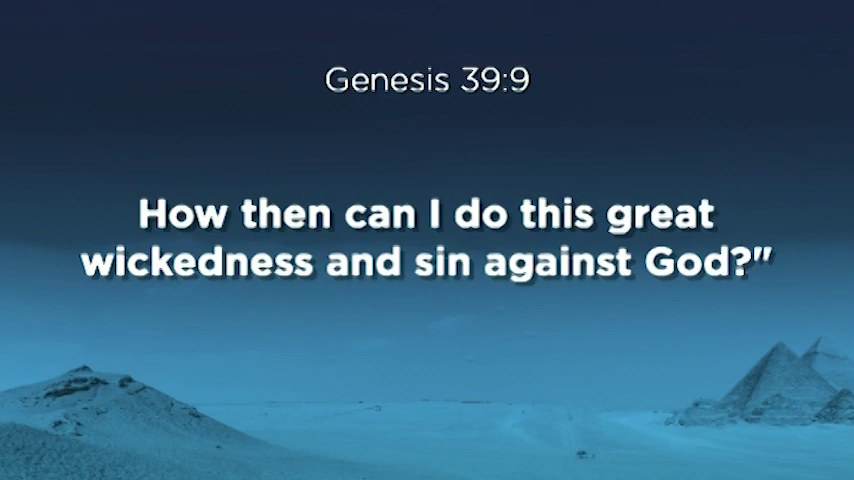 Genesis 39:9
How then can I do this great
wickedness and sin against God?"